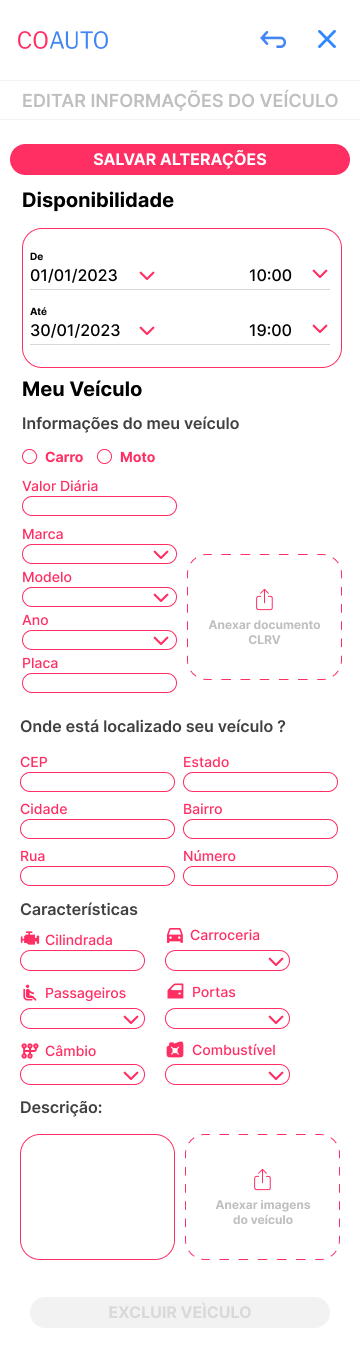 COAUTO
EDITAR INFORMAÇÕES DO VEÍCULO
SALVAR ALTERAÇÕES
Disponibilidade
De
01/01/2023 10:00
Até
30/01/2023 19:00
Meu Veículo
Informações do meu veículo
Carro Moto
Valor Diária
Marca
Modelo
Ano
Placa
Anexar documento
CLRV
Onde está localizado seu veículo ?
CEP Estado
Cidade Bairro
Rua Número
Características
Cilindrada Carroceria
Passageiros Portas
Câmbio Combustível
Descrição:
Anexar imagens
do veículo
EXCLUIR VEÌCULO